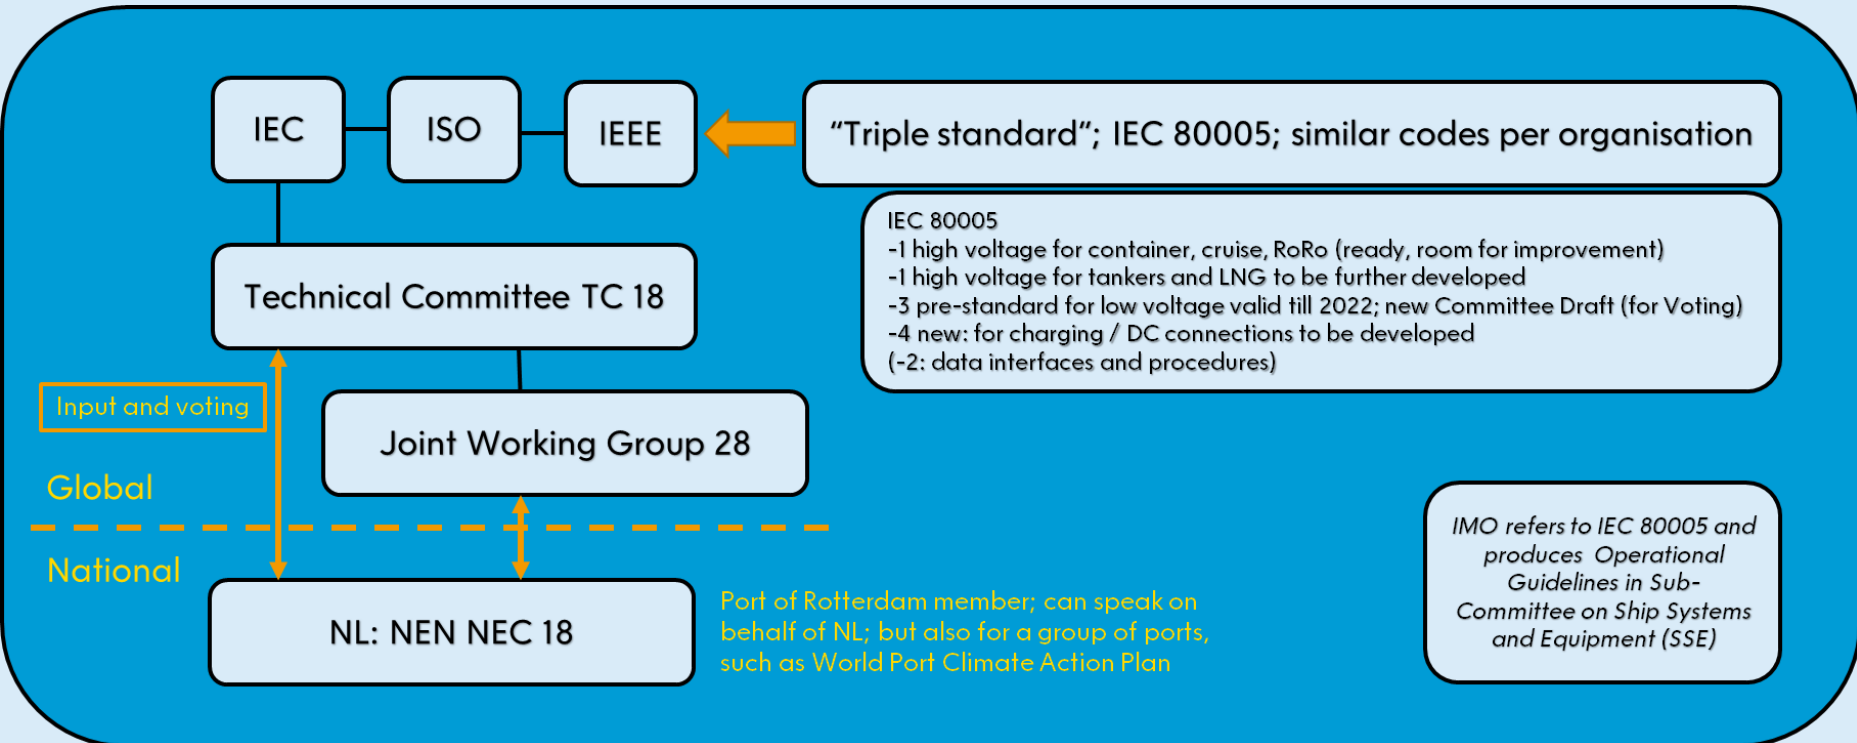 IEC
ISO
IEEE
“Triple standard”; IEC 80005; similar codes per organisation
IEC 80005
-1 high voltage for container, cruise, RoRo (ready, room for improvement)
-1 high voltage for tankers and LNG to be further developed
-3 pre-standard for low voltage valid till 2022; new Committee Draft (for Voting)
-4 new: for charging / DC connections to be developed
(-2: data interfaces and procedures)
Technical Committee TC 18
Input and voting
Joint Working Group 28
Global
National
NL: NEN NEC 18
Port of Rotterdam member; can speak on
behalf of NL; but also for a group of ports,
such as World Port Climate Action Plan
IMO refers to IEC 80005 and
produces Operational
Guidelines in Sub-
Committee on Ship Systems
and Equipment (SSE)